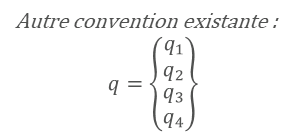 Autre convention existante :
q = {
q1
q2
q3
q4
}